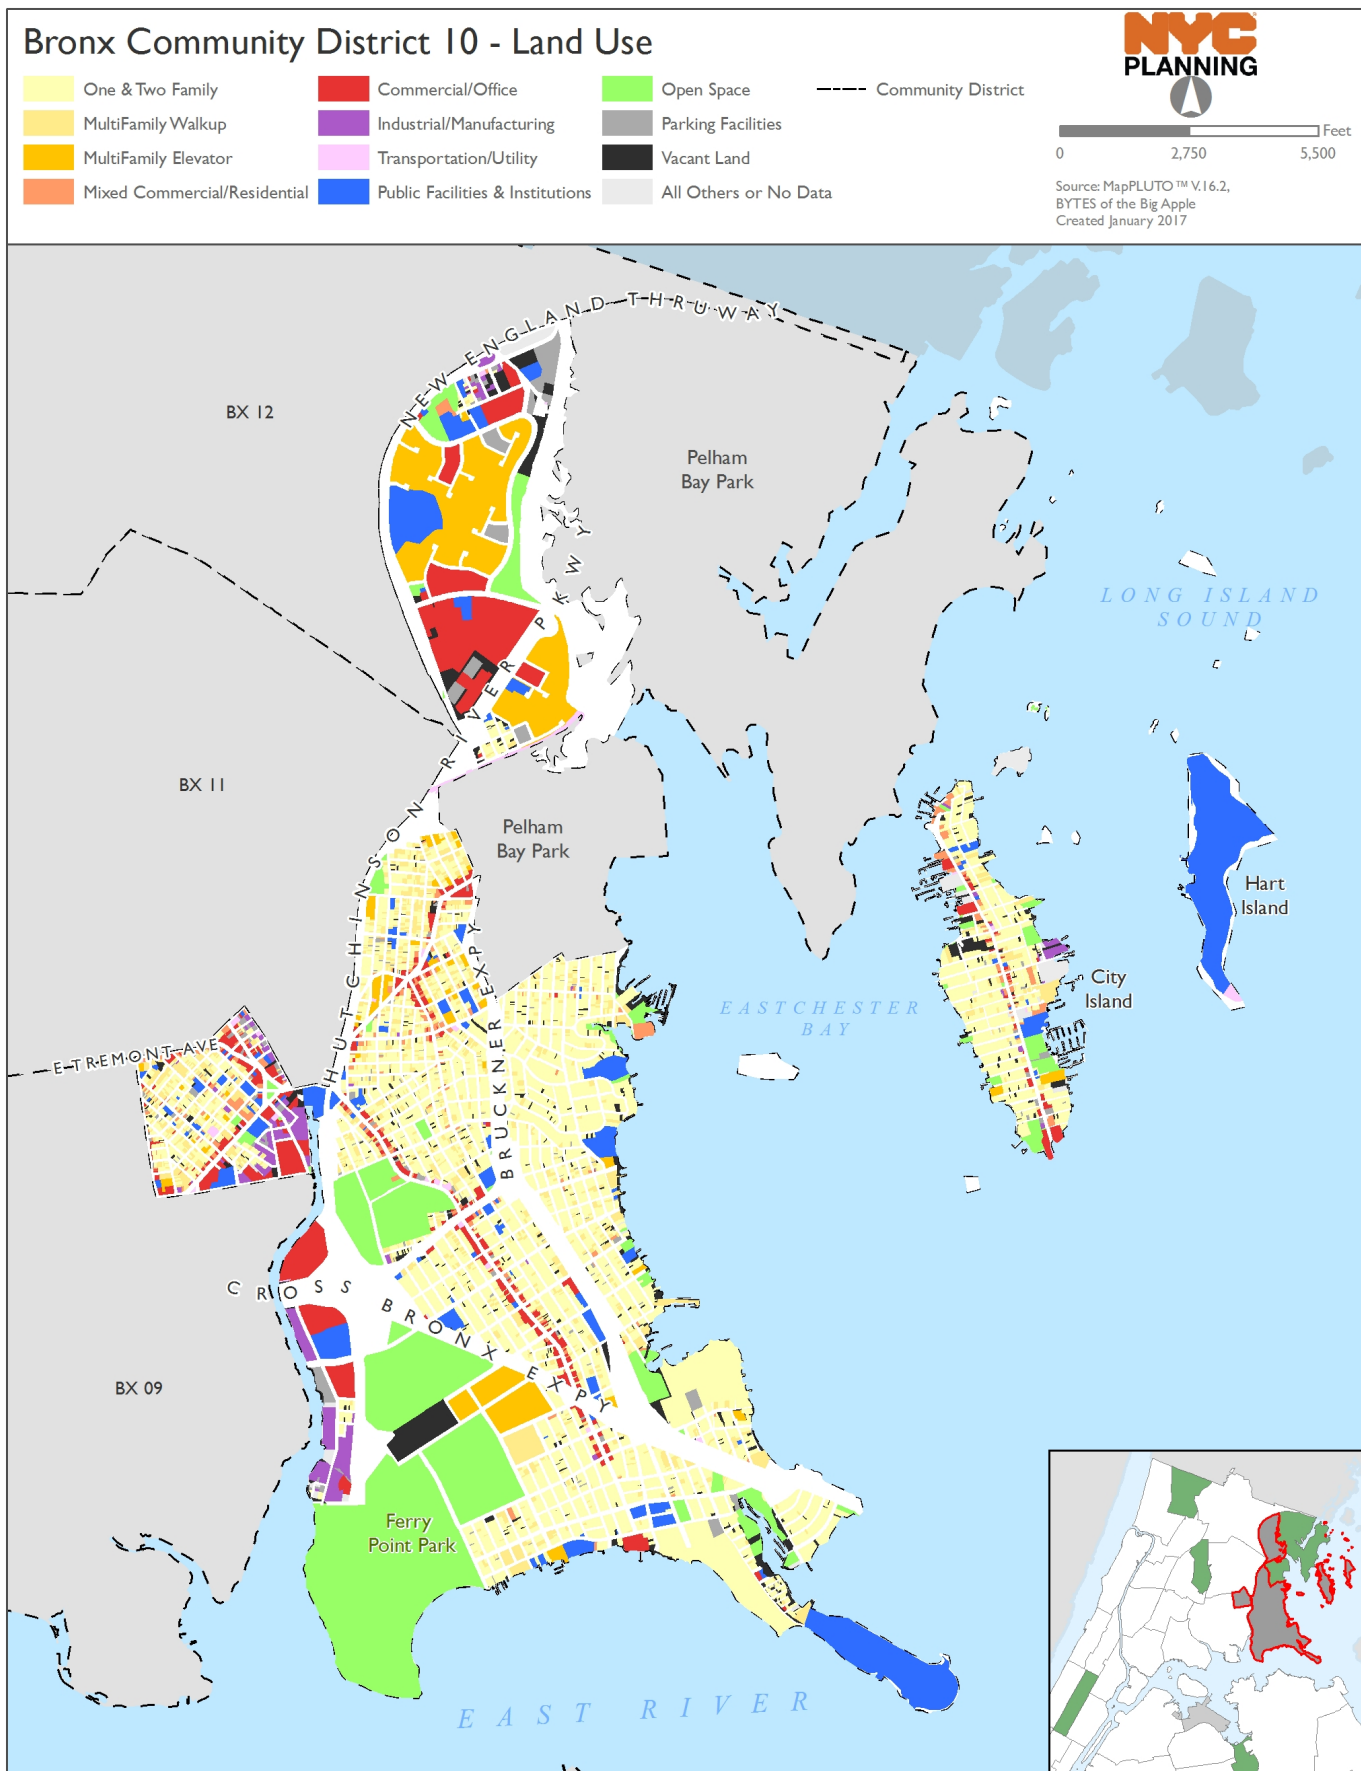 Bronx Community District 10 - Land Use
One & Two Family
MultiFamily Walkup
MultiFamily Elevator
Mixed Commercial/Residential
Commercial/Office
Industrial/Manufacturing
Transportation/Utility
Public Facilities & Institutions
Open Space
Parking Facilities
Vacant Land
All Others or No Data
Community District
NYC
PLANNING
Feet
0 2,750 5,500
Source: MapPLUTO™ V.16.2,
BYTES of the Big Apple
Created January 2017
NEW ENGLAND THRUWAY
BX 12
Pelham
Bay Park
LONG ISLAND
SOUND
HUTCHINSON RIVER PKWY
BX 11
Pelham
Bay Park
Hart
Island
City
Island
EASTCHESTER
BAY
E TREMONT AVE
BRUCKNER EXPY
CROSS BRONX EXPY
BX 09
Ferry
Point Park
EAST RIVER